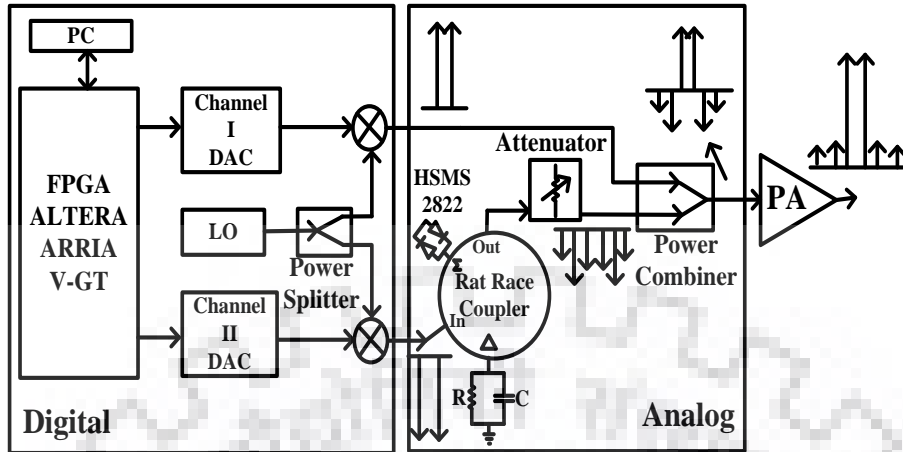 PC
FPGA
ALTERA
ARRIA
V-GT
Channel
I
DAC
LO
Power
Splitter
Channel
II
DAC
Digital
HSMS
2822
Attenuator
Out
Σ
Rat Race
Coupler
In
Δ
R
C
Power
Combiner
PA
Analog